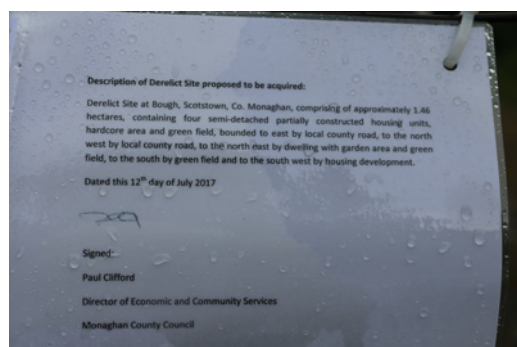 Description of Derelict Site proposed to be acquired:
Derelict Site at Bough, Scotstown, Co. Monaghan, comprising of approximately 1.46
hectares, containing four semi-detached partially constructed housing units,
hardcore area and green field, bounded to east by local county road, to the north
west by local county road, to the north east by dwelling with garden area and green
field, to the south by green field and to the south west by housing development.
Dated this 12th day of July 2017
Signed:
Paul Clifford
Director of Economic and Community Services
Monaghan County Council